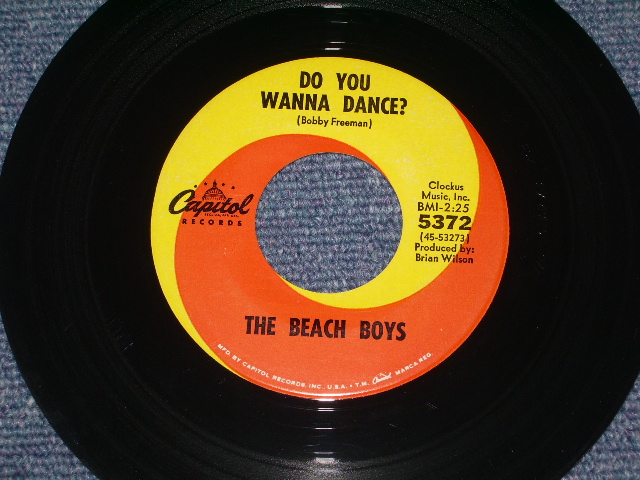 DO YOU
WANNA DANCE?
(Bobby Freeman)
Capitol
RECORDS
Clockus
Music, Inc.
BMI-2:25
5372
(45-53273)
Produced by:
Brian Wilson
THE BEACH BOYS
MFD. BY CAPITOL RECORDS, INC. U.S.A. • T.M. Capitol MARCA REG.